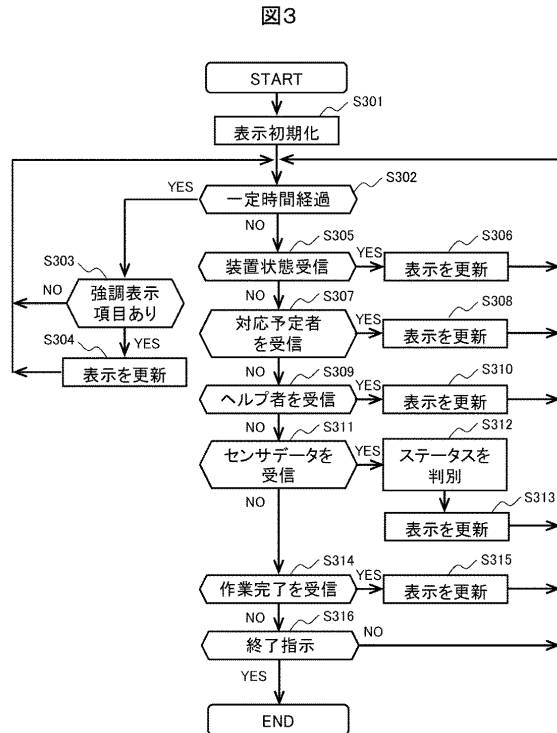 図3
START
S301
表示初期化
S302
YES
一定時間経過
NO
S303
強調表示
項目あり
NO
YES
S304
表示を更新
S305
装置状態受信
YES
S306
表示を更新
NO
S307
対応予定者
を受信
YES
S308
表示を更新
NO
S309
ヘルプ者を受信
YES
S310
表示を更新
NO
S311
センサデータを
受信
YES
S312
ステータスを
判別
S313
表示を更新
NO
S314
作業完了を受信
YES
S315
表示を更新
NO
S316
終了指示
NO
YES
END